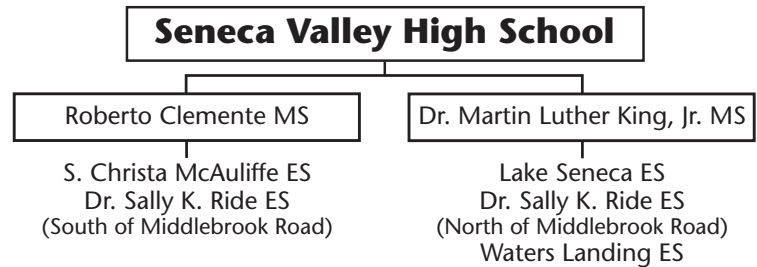 Seneca Valley High School
Roberto Clemente MS
S. Christa McAuliffe ES
Dr. Sally K. Ride ES
(South of Middlebrook Road)
Dr. Martin Luther King, Jr. MS
Lake Seneca ES
Dr. Sally K. Ride ES
(North of Middlebrook Road)
Waters Landing ES